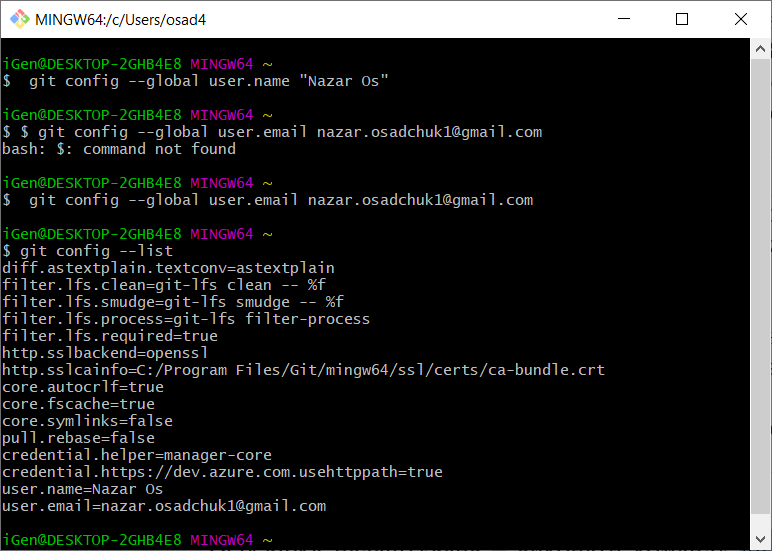 MINGW64:/c/Users/osad4
iGen@DESKTOP-2GHB4E8 MINGW64 ~
$  git config --global user.name "Nazar Os"
iGen@DESKTOP-2GHB4E8 MINGW64 ~
$ $ git config --global user.email nazar.osadchuk1@gmail.com
bash: $: command not found
iGen@DESKTOP-2GHB4E8 MINGW64 ~
$  git config --global user.email nazar.osadchuk1@gmail.com
iGen@DESKTOP-2GHB4E8 MINGW64 ~
$ git config --list
diff.astextplain.textconv=astextplain
filter.lfs.clean=git-lfs clean -- %f
filter.lfs.smudge=git-lfs smudge -- %f
filter.lfs.process=git-lfs filter-process
filter.lfs.required=true
http.sslbackend=openssl
http.sslcainfo=C:/Program Files/Git/mingw64/ssl/certs/ca-bundle.crt
core.autocrlf=true
core.fscache=true
core.symlinks=false
pull.rebase=false
credential.helper=manager-core
credential.https://dev.azure.com.usehttppath=true
user.name=Nazar Os
user.email=nazar.osadchuk1@gmail.com
iGen@DESKTOP-2GHB4E8 MINGW64 ~